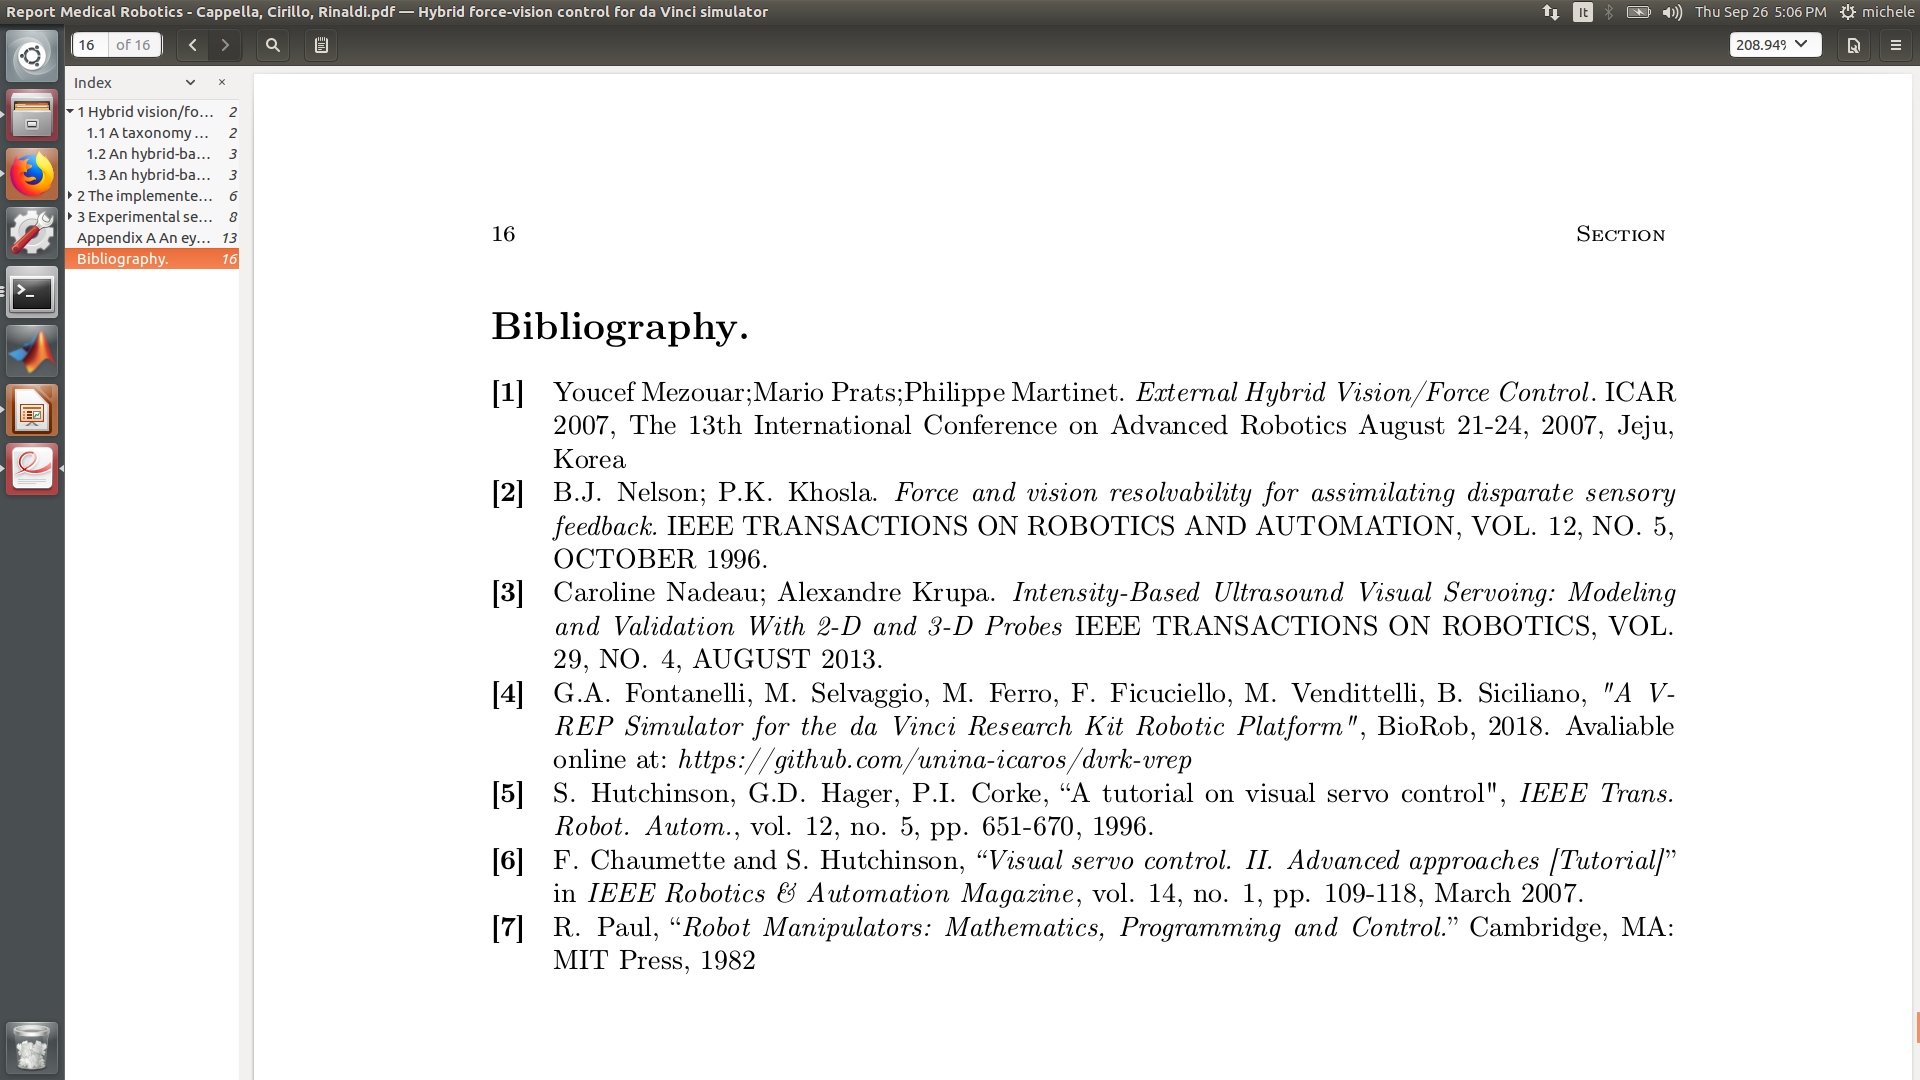 Report Medical Robotics - Cappella, Cirillo, Rinaldi.pdf — Hybrid force-vision control for da Vinci simulator
It
Thu Sep 26 5:06 PM
michele
16 of 16
208.94%
Index
1 Hybrid vision/fo… 2
1.1 A taxonomy … 2
1.2 An hybrid-ba… 3
1.3 An hybrid-ba… 3
2 The implemente… 6
3 Experimental se… 8
Appendix A An ey… 13
Bibliography. 16
16 Section
Bibliography.
[1] Youcef Mezouar;Mario Prats;Philippe Martinet. External Hybrid Vision/Force Control. ICAR
2007, The 13th International Conference on Advanced Robotics August 21-24, 2007, Jeju,
Korea
[2] B.J. Nelson; P.K. Khosla. Force and vision resolvability for assimilating disparate sensory
feedback. IEEE TRANSACTIONS ON ROBOTICS AND AUTOMATION, VOL. 12, NO. 5,
OCTOBER 1996.
[3] Caroline Nadeau; Alexandre Krupa. Intensity-Based Ultrasound Visual Servoing: Modeling
and Validation With 2-D and 3-D Probes IEEE TRANSACTIONS ON ROBOTICS, VOL.
29, NO. 4, AUGUST 2013.
[4] G.A. Fontanelli, M. Selvaggio, M. Ferro, F. Ficuciello, M. Vendittelli, B. Siciliano, "A V-
REP Simulator for the da Vinci Research Kit Robotic Platform", BioRob, 2018. Avaliable
online at: https://github.com/unina-icaros/dvrk-vrep
[5] S. Hutchinson, G.D. Hager, P.I. Corke, “A tutorial on visual servo control", IEEE Trans.
Robot. Autom., vol. 12, no. 5, pp. 651-670, 1996.
[6] F. Chaumette and S. Hutchinson, “Visual servo control. II. Advanced approaches [Tutorial]”
in IEEE Robotics & Automation Magazine, vol. 14, no. 1, pp. 109-118, March 2007.
[7] R. Paul, “Robot Manipulators: Mathematics, Programming and Control.” Cambridge, MA:
MIT Press, 1982